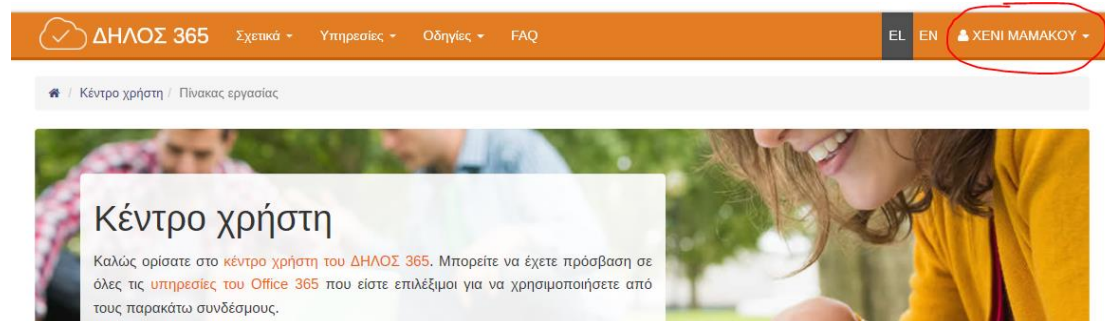 ΔΗΛΟΣ 365 Σχετικά Υπηρεσίες Οδηγίες FAQ EL EN ΧΕΝΙ ΜΑΜΑΚΟΥ
/ Κέντρο χρήστη / Πίνακας εργασίας
Κέντρο χρήστη
Καλώς ορίσατε στο κέντρο χρήστη του ΔΗΛΟΣ 365. Μπορείτε να έχετε πρόσβαση σε
όλες τις υπηρεσίες του Office 365 που είστε επιλέξιμοι για να χρησιμοποιήσετε από
τους παρακάτω συνδέσμους.